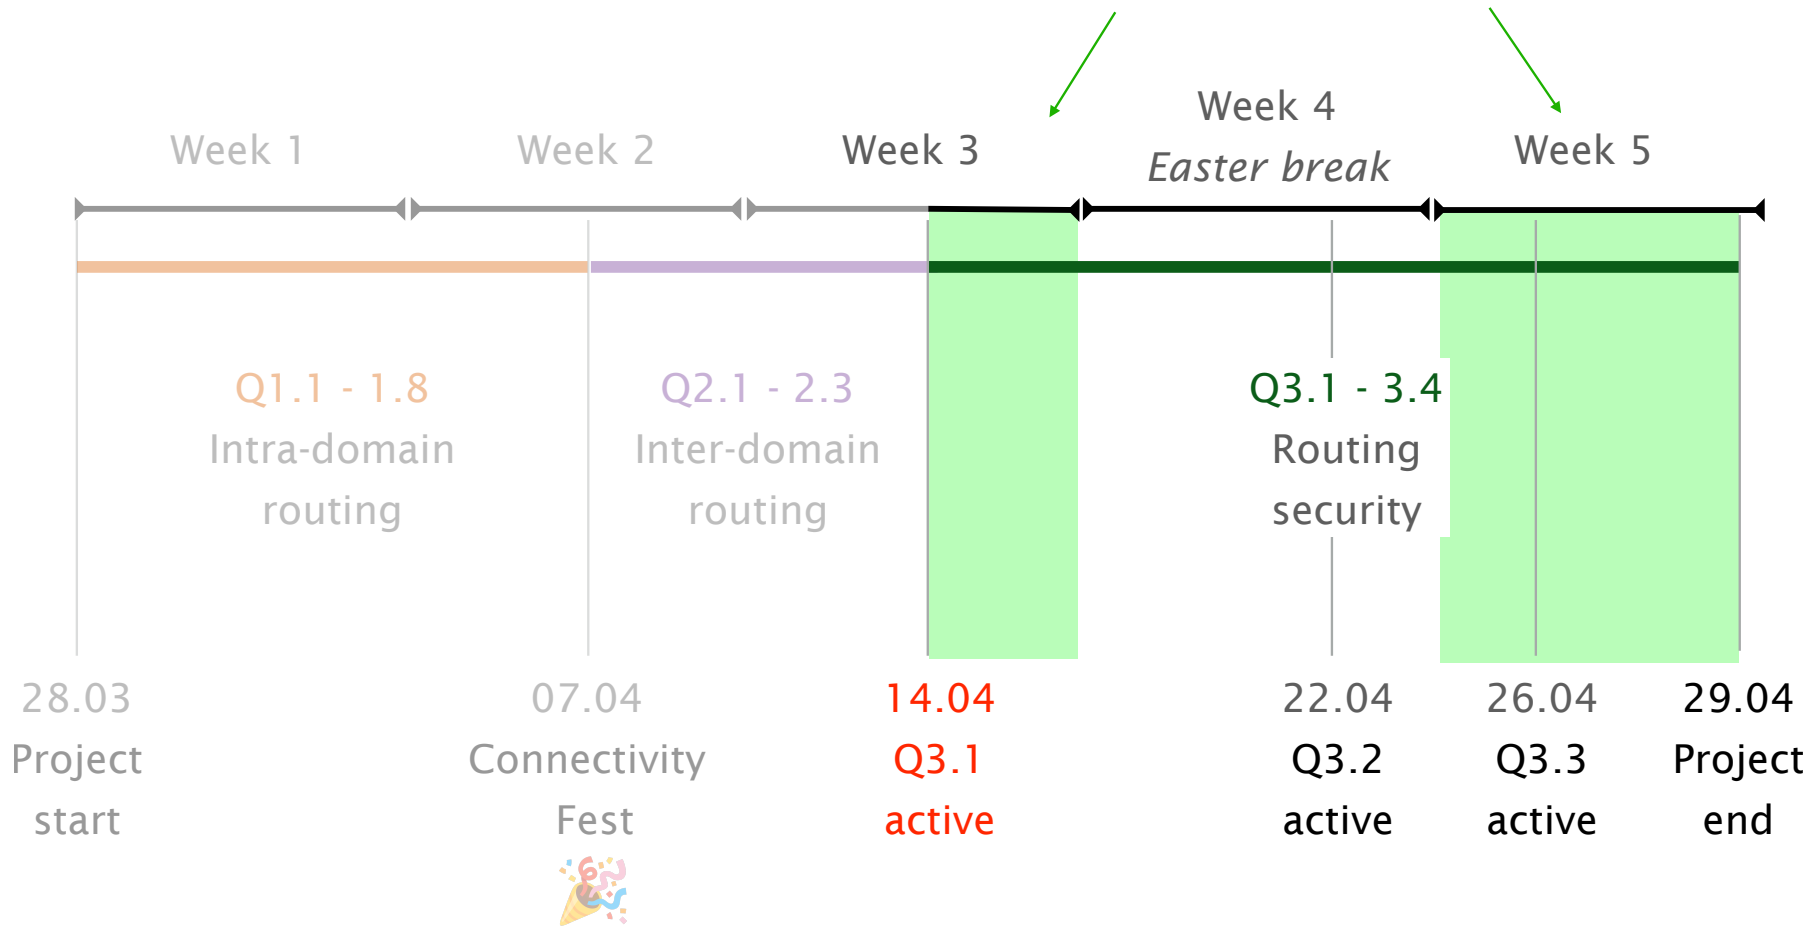 Week 1
Week 2
Week 3
Week 4
Easter break
Week 5
Q1.1 - 1.8
Intra-domain
routing
Q2.1 - 2.3
Inter-domain
routing
Q3.1 - 3.4
Routing
security
28.03
Project
start
07.04
Connectivity
Fest
14.04
Q3.1
active
22.04
Q3.2
active
26.04
Q3.3
active
29.04
Project
end